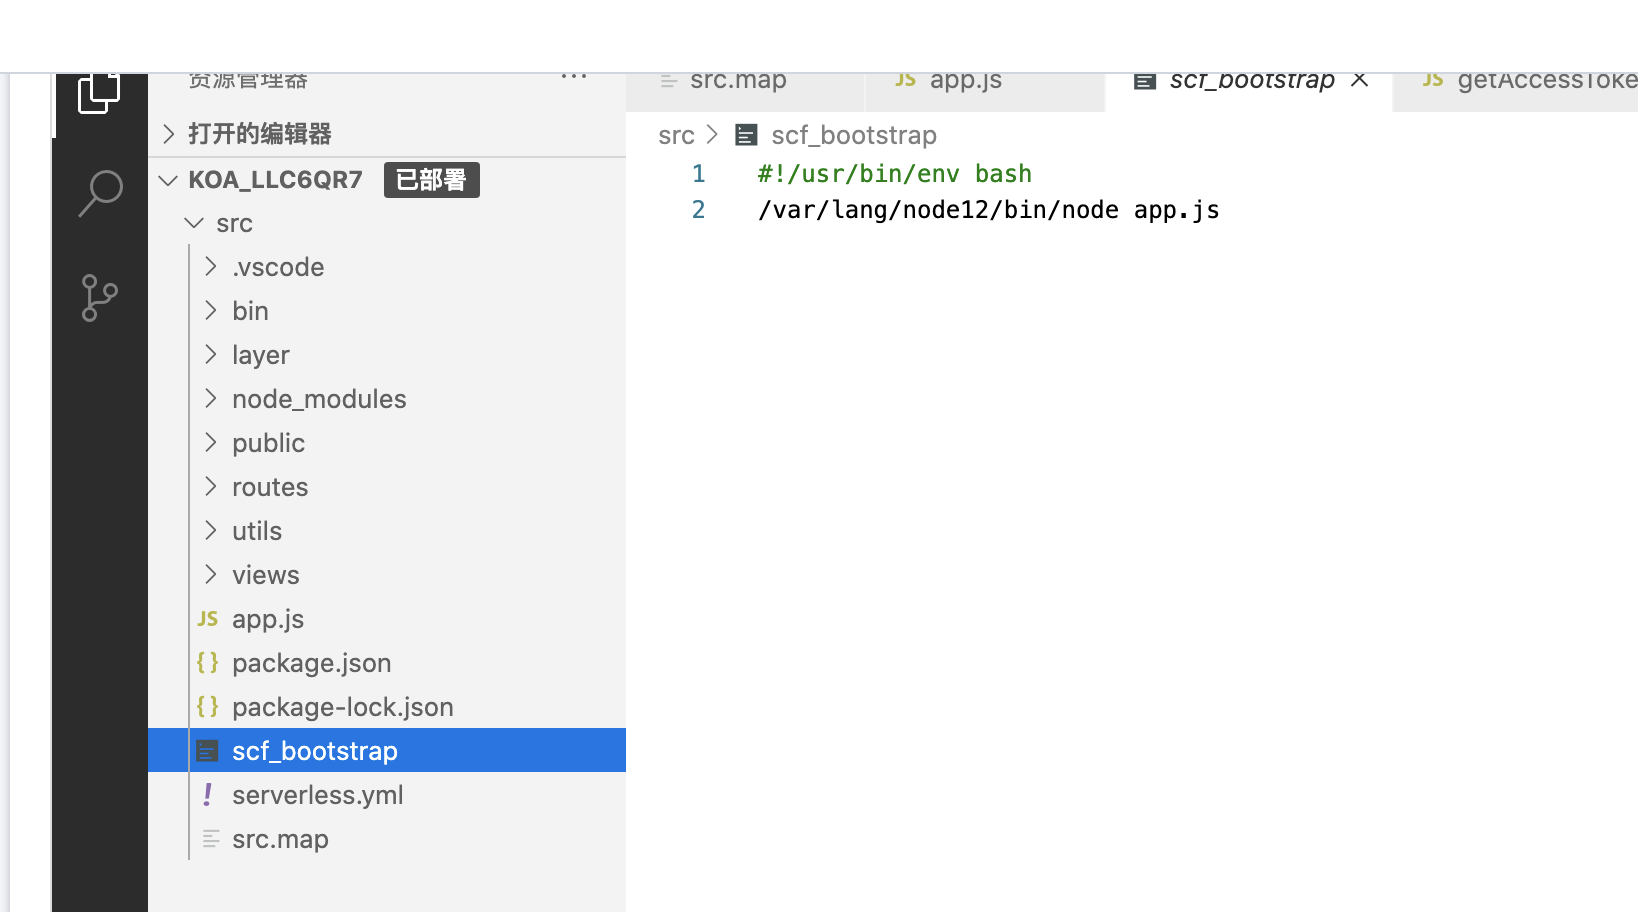 资源管理器 ···
打开的编辑器
KOA_LLC6QR7 已部署
src
.vscode
bin
layer
node_modules
public
routes
utils
views
JS app.js
{} package.json
{} package-lock.json
scf_bootstrap
! serverless.yml
src.map
src.map JS app.js scf_bootstrap × JS getAccessToke
src > scf_bootstrap
1 #!/usr/bin/env bash
2 /var/lang/node12/bin/node app.js